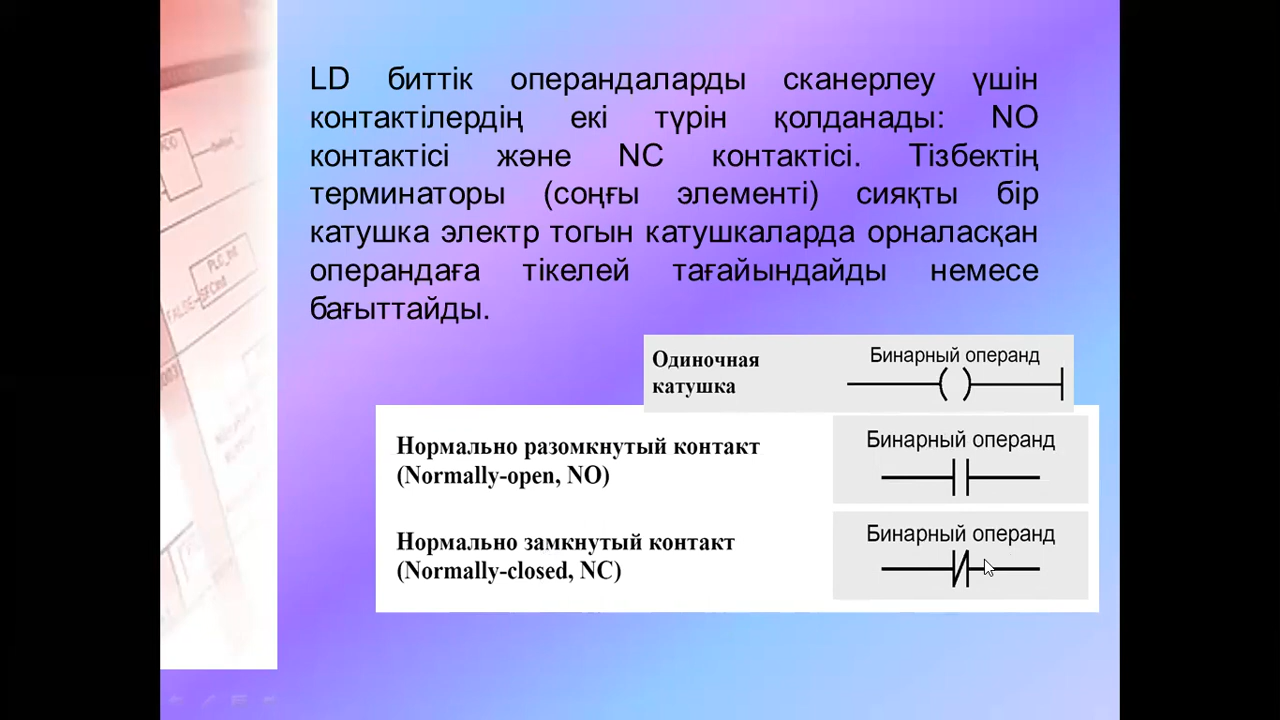 LD биттік операндаларды сканерлеу үшін
контактілердің екі түрін қолданады: NO
контактісі және NC контактісі. Тізбектің
терминаторы (соңғы элементі) сияқты бір
катушка электр тогын катушкаларда орналасқан
операндаға тікелей тағайындайды немесе
бағыттайды.
Одиночная
катушка
Бинарный операнд
Нормально разомкнутый контакт
(Normally-open, NO)
Бинарный операнд
Нормально замкнутый контакт
(Normally-closed, NC)
Бинарный операнд